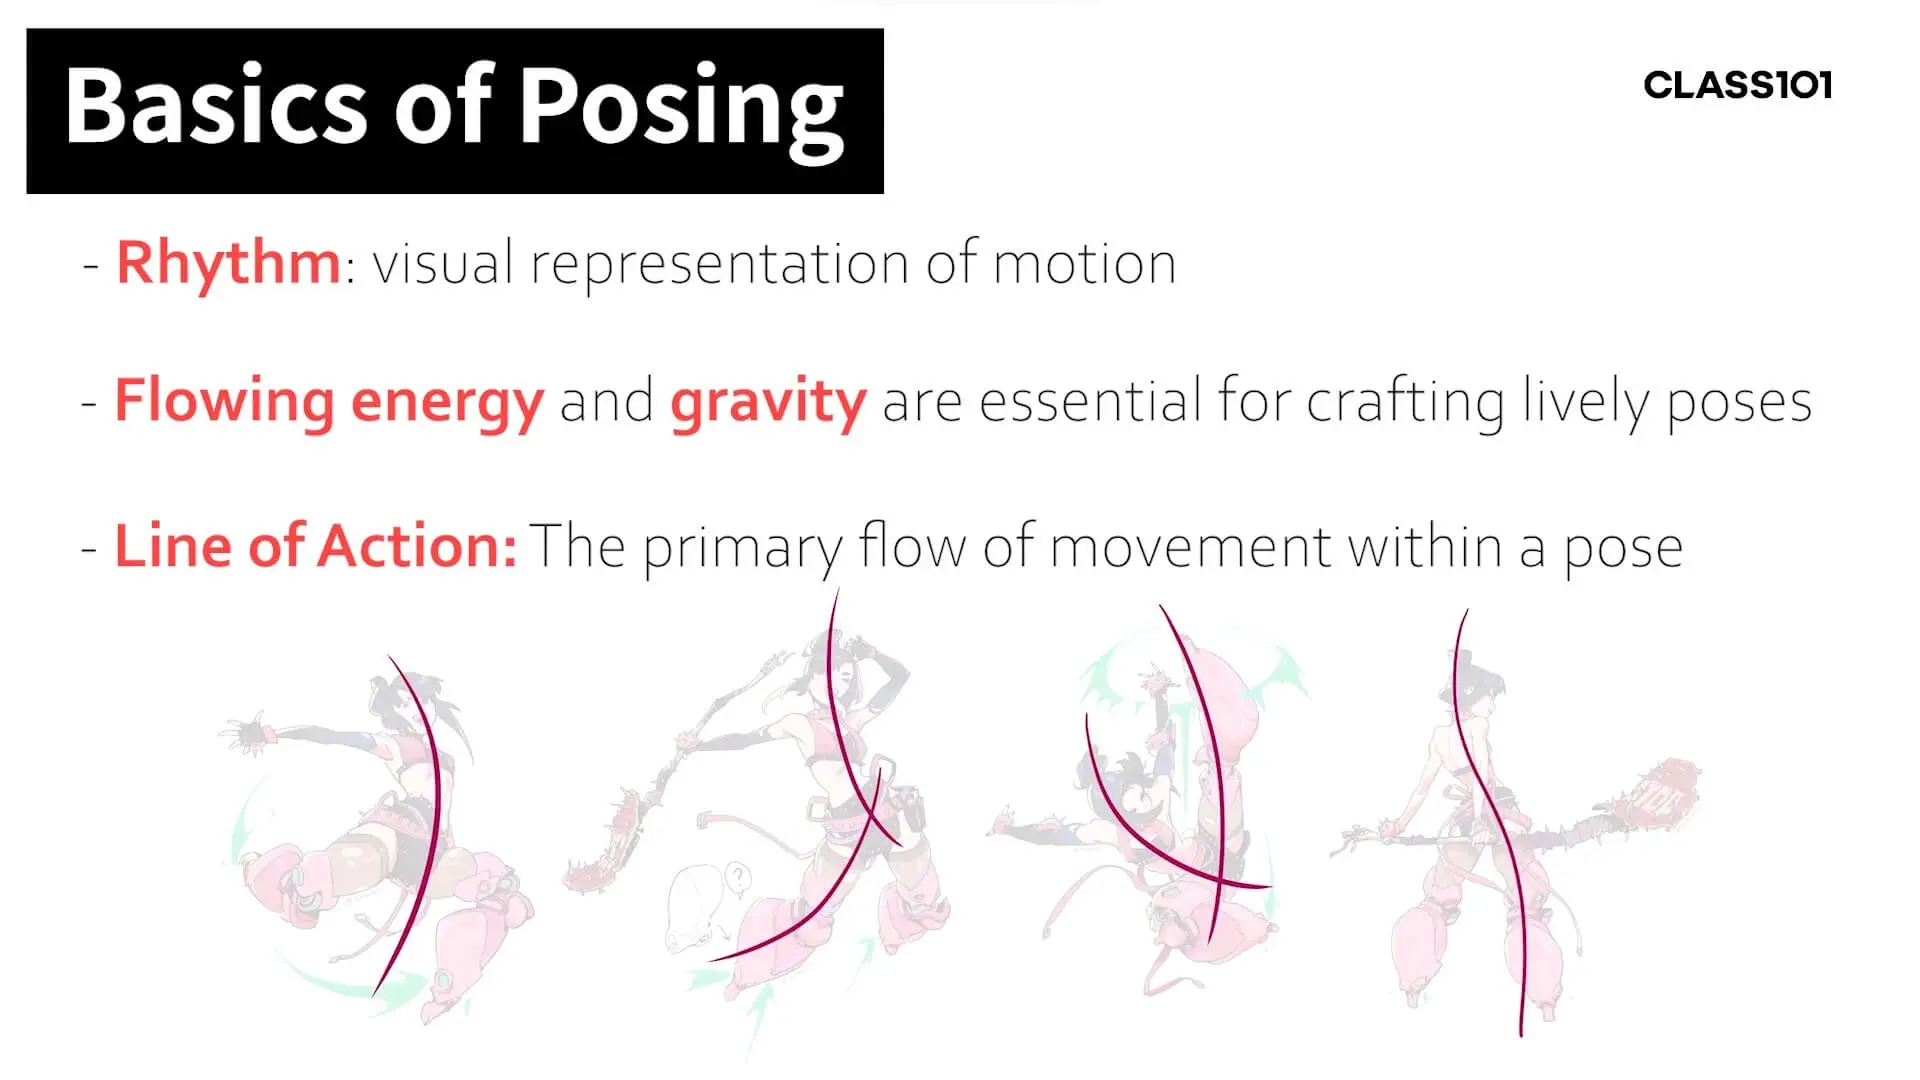 Basics of Posing
CLASS101
- Rhythm: visual representation of motion
- Flowing energy and gravity are essential for crafting lively poses
- Line of Action: The primary flow of movement within a pose
?